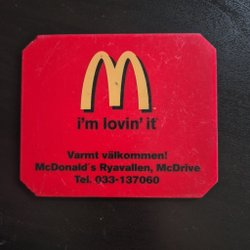 i'm lovin' it
Varmt välkommen!
McDonald's Ryavallen, McDrive
Tel. 033-137060